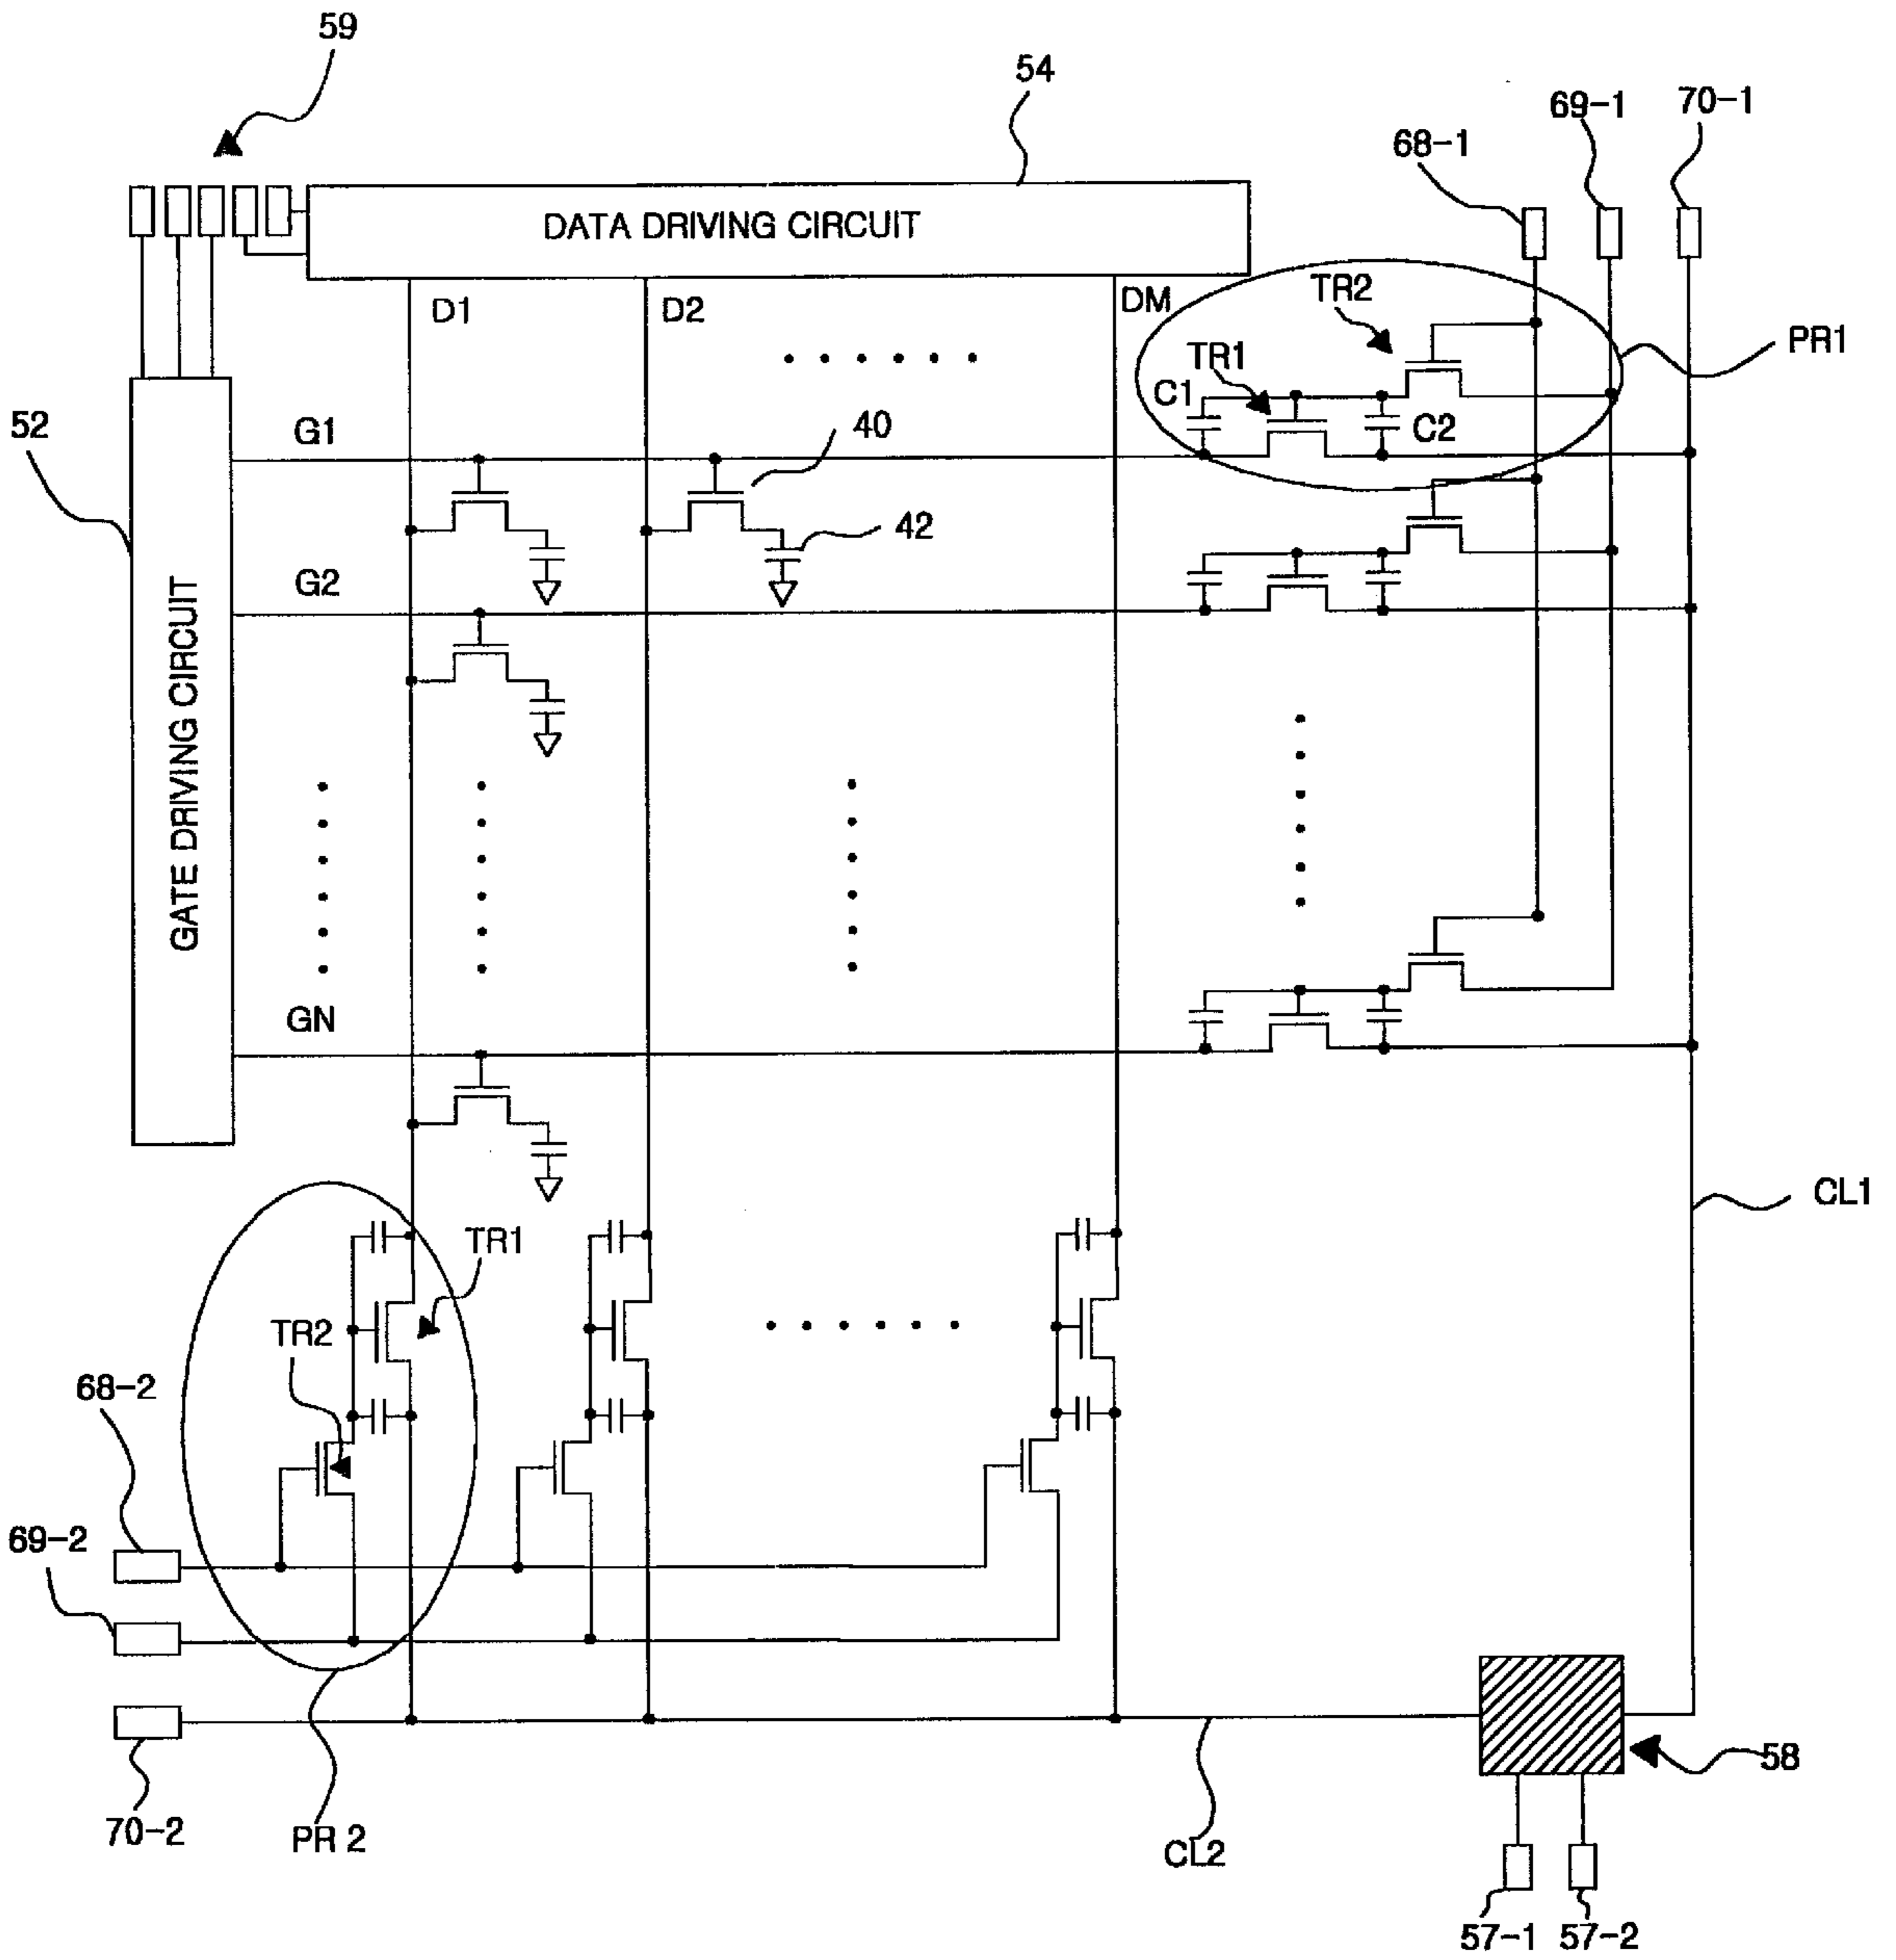 59
54
69-1
70-1
68-1
DATA DRIVING CIRCUIT
D1
D2
DM
TR2
PR1
TR1
C1
C2
52
G1
40
42
G2
GATE DRIVING CIRCUIT
GN
CL1
TR1
TR2
68-2
69-2
58
70-2
PR 2
CL2
57-1
57-2